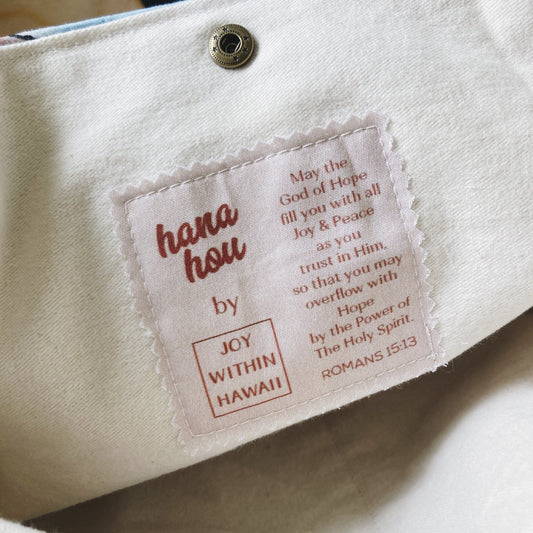 hana
hou
by
JOY
WITHIN
HAWAII
May the
God of Hope
fill you with all
Joy & Peace
as you
trust in Him,
so that you may
overflow with
Hope
by the Power of
The Holy Spirit.
ROMANS 15:13